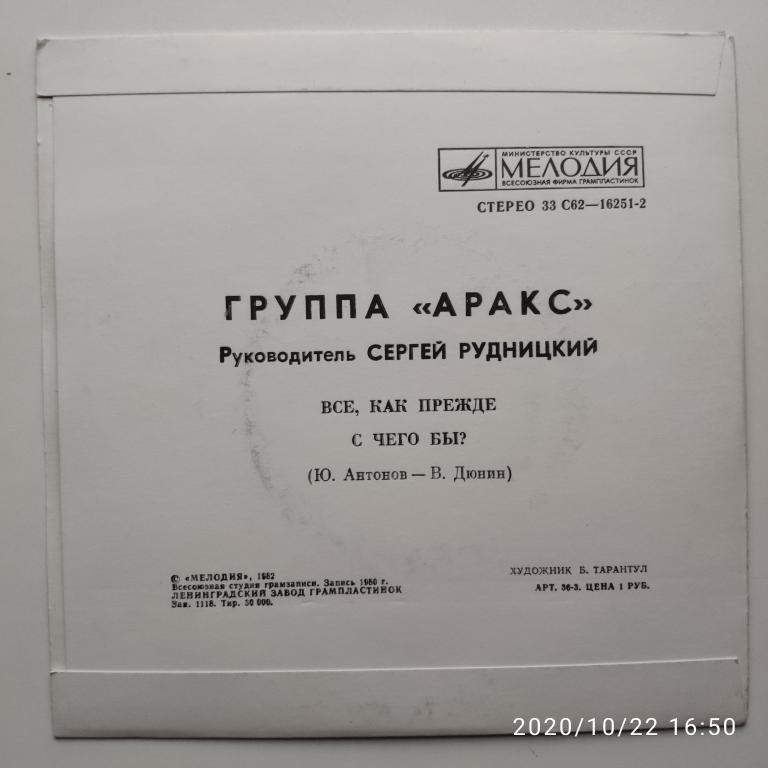 МИНИСТЕРСТВО КУЛЬТУРЫ СССР
МЕЛОДИЯ
ВСЕСОЮЗНАЯ ФИРМА ГРАМПЛАСТИНОК
СТЕРЕО 33 С62—16251-2
ГРУППА «АРАКС»
Руководитель СЕРГЕЙ РУДНИЦКИЙ
ВСЕ, КАК ПРЕЖДЕ
С ЧЕГО БЫ?
(Ю. Антонов — В. Дюнин)
© «МЕЛОДИЯ», 1982
Всесоюзная студия грамзаписи. Запись 1980 г.
ЛЕНИНГРАДСКИЙ ЗАВОД ГРАМПЛАСТИНОК
Зак. 1118. Тир. 50 000.
ХУДОЖНИК Б. ТАРАНТУЛ
АРТ. 36-3. ЦЕНА 1 РУБ.
2020/10/22 16:50